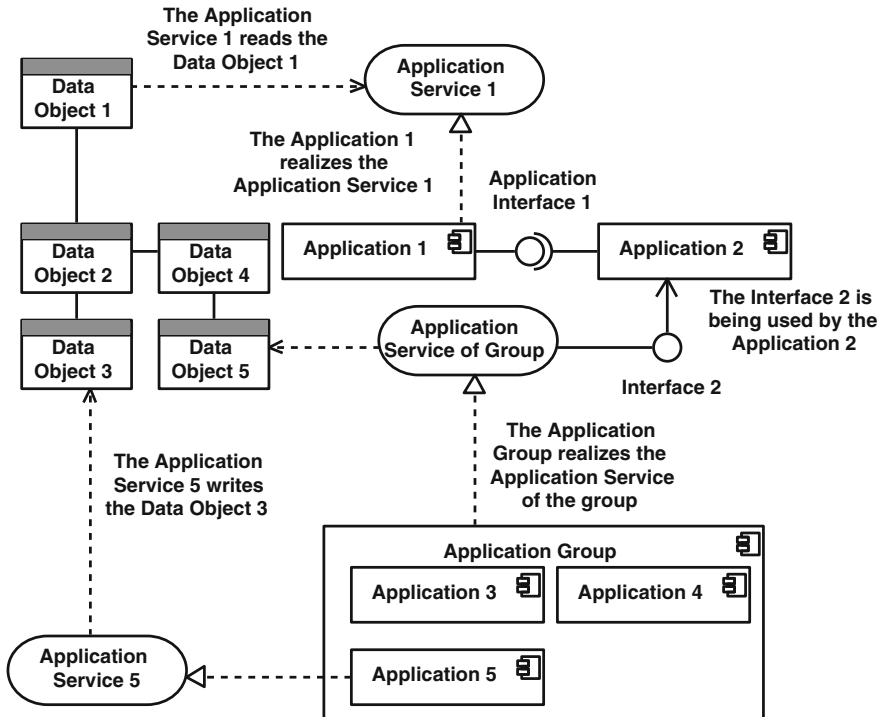 The Application
Service 1 reads the
Data Object 1
Data
Object 1
Application
Service 1
The Application 1
realizes the
Application Service 1
Application
Interface 1
Data
Object 2
Data
Object 4
Application 1
Application 2
The Interface 2 is
being used by the
Application 2
Data
Object 3
Data
Object 5
Application
Service of Group
Interface 2
The Application
Service 5 writes
the Data Object 3
The Application
Group realizes the
Application Service
of the group
Application Group
Application 3
Application 4
Application
Service 5
Application 5